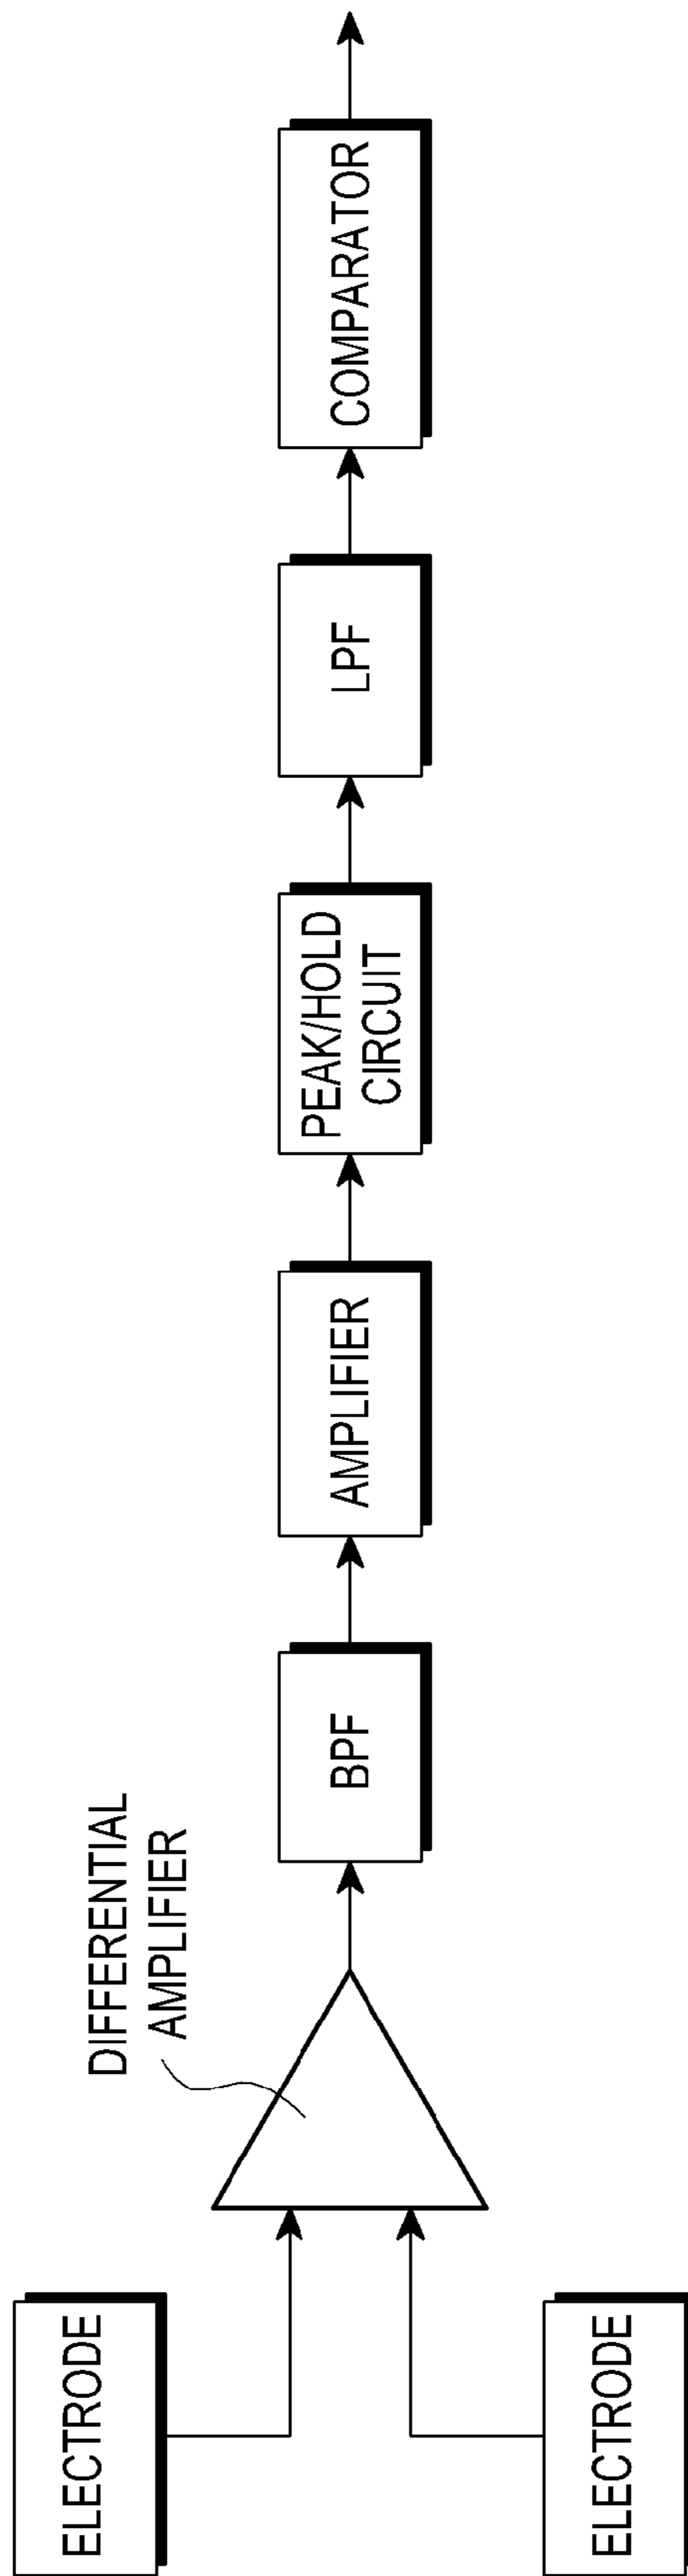 ELECTRODE
ELECTRODE
DIFFERENTIAL
AMPLIFIER
BPF
AMPLIFIER
PEAK/HOLD
CIRCUIT
LPF
COMPARATOR